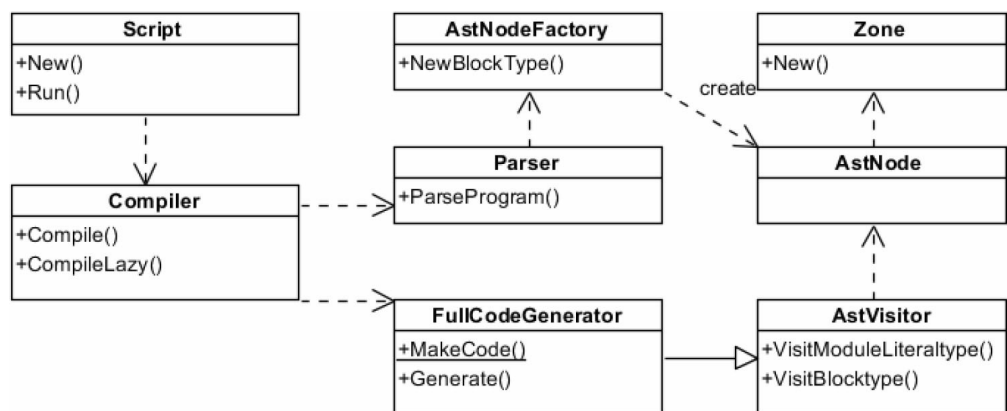 Script
+New()
+Run()
AstNodeFactory
+NewBlockType()
Zone
+New()
create
Compiler
+Compile()
+CompileLazy()
Parser
+ParseProgram()
AstNode
FullCodeGenerator
+MakeCode()
+Generate()
AstVisitor
+VisitModuleLiteraltype()
+VisitBlocktype()